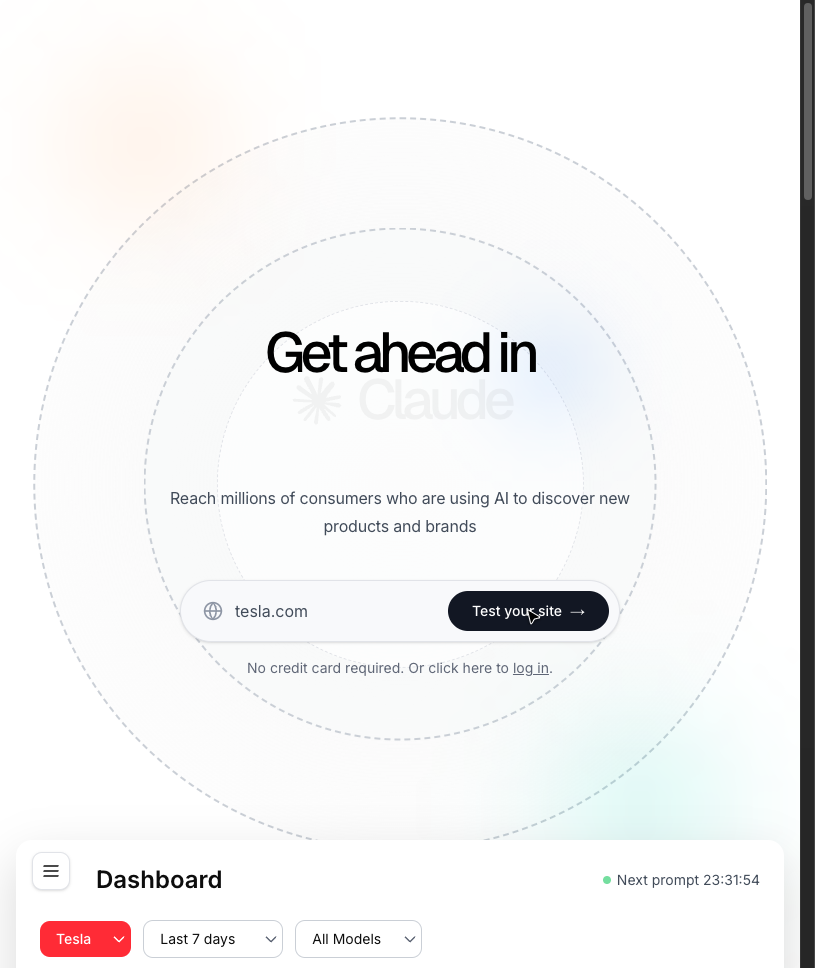 Get ahead in
Claude
Reach millions of consumers who are using AI to discover new
products and brands
tesla.com
Test your site →
No credit card required. Or click here to log in.
Dashboard
Next prompt 23:31:54
Tesla
Last 7 days
All Models